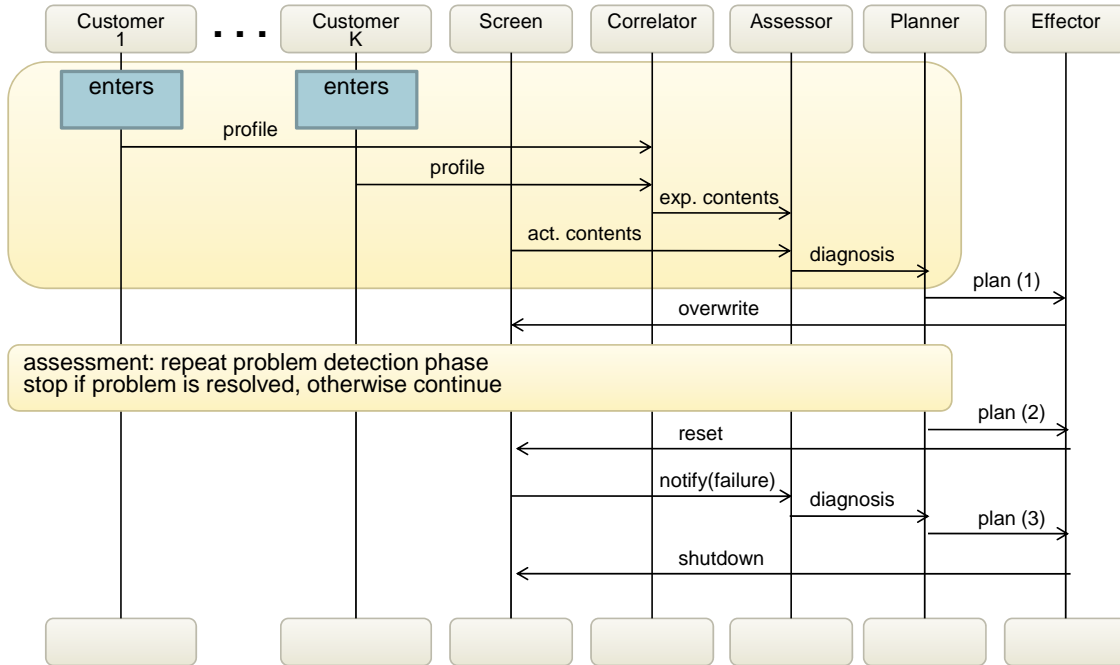 Customer
1
. . .
Customer
K
Screen
Correlator
Assessor
Planner
Effector
enters
enters
profile
profile
exp. contents
act. contents
diagnosis
plan (1)
overwrite
assessment: repeat problem detection phase
stop if problem is resolved, otherwise continue
plan (2)
reset
notify(failure)
diagnosis
plan (3)
shutdown